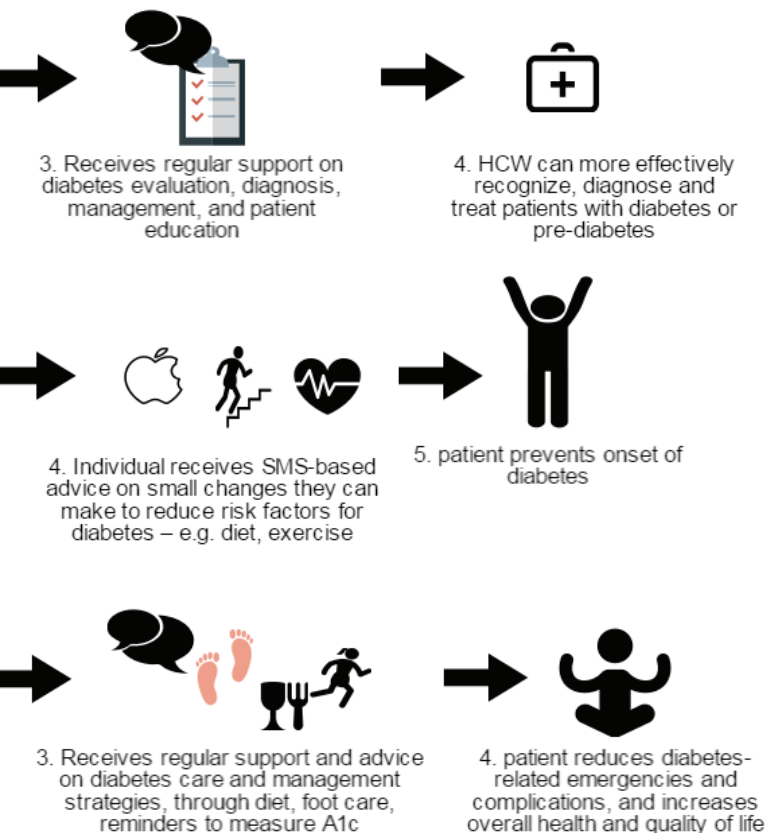 3. Receives regular support on
diabetes evaluation, diagnosis,
management, and patient
education
4. HCW can more effectively
recognize, diagnose and
treat patients with diabetes or
pre-diabetes
4. Individual receives SMS-based
advice on small changes they can
make to reduce risk factors for
diabetes – e.g. diet, exercise
5. patient prevents onset of
diabetes
3. Receives regular support and advice
on diabetes care and management
strategies, through diet, foot care,
reminders to measure A1c
4. patient reduces diabetes-
related emergencies and
complications, and increases
overall health and quality of life